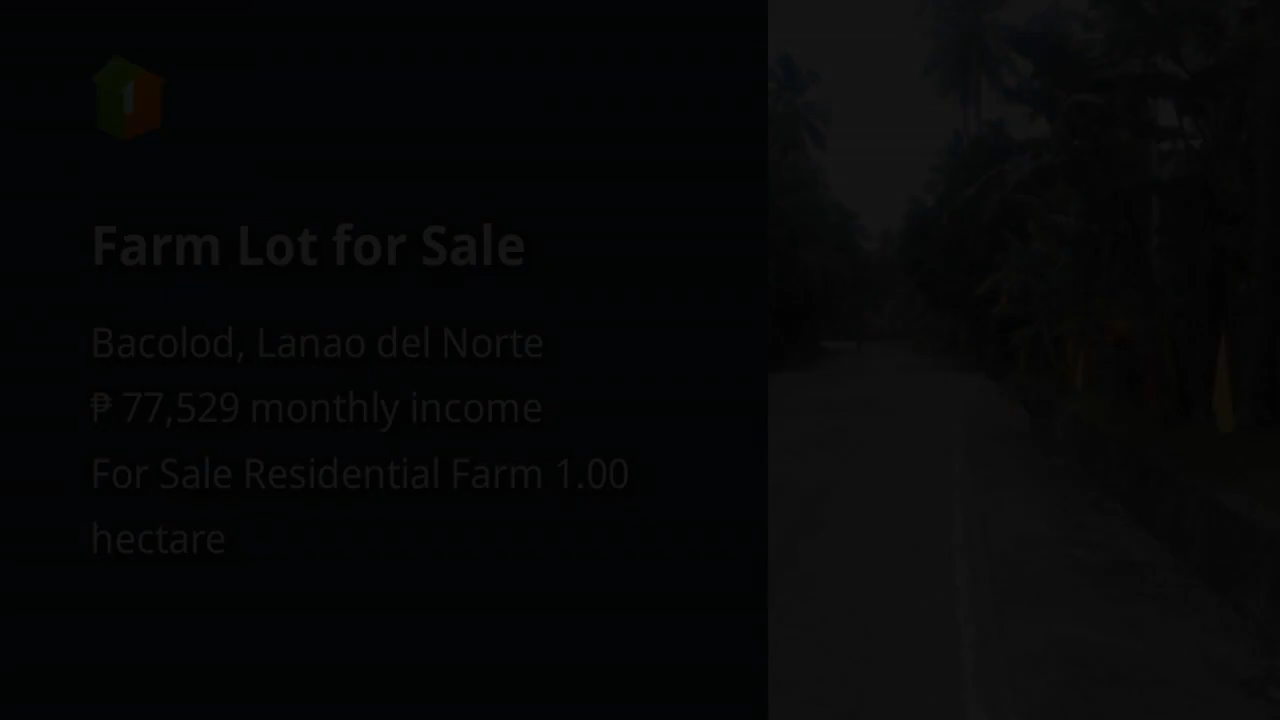 1
Farm Lot for Sale
Bacolod, Lanao del Norte
₱ 77,529 monthly income
For Sale Residential Farm 1.00
hectare